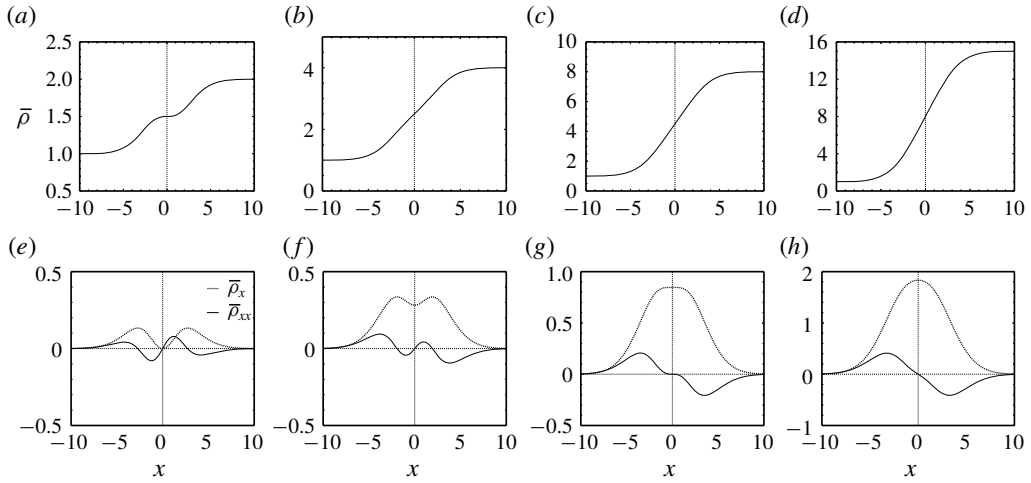 (a) (b) (c) (d)
2.5 4 10 16
2.0 8 12
ρ̄ 1.5 2 6 8
1.0 4 4
0.5 0 2 0
0
−10 −5 0 5 10 −10 −5 0 5 10 −10 −5 0 5 10 −10 −5 0 5 10
(e) (f) (g) (h)
0.5 0.5 1.0 2
ρ̄x
ρ̄xx 0.5 1
0 0 0 0
−0.5 −0.5 −0.5 −1
−10 −5 0 5 10 −10 −5 0 5 10 −10 −5 0 5 10 −10 −5 0 5 10
x x x x